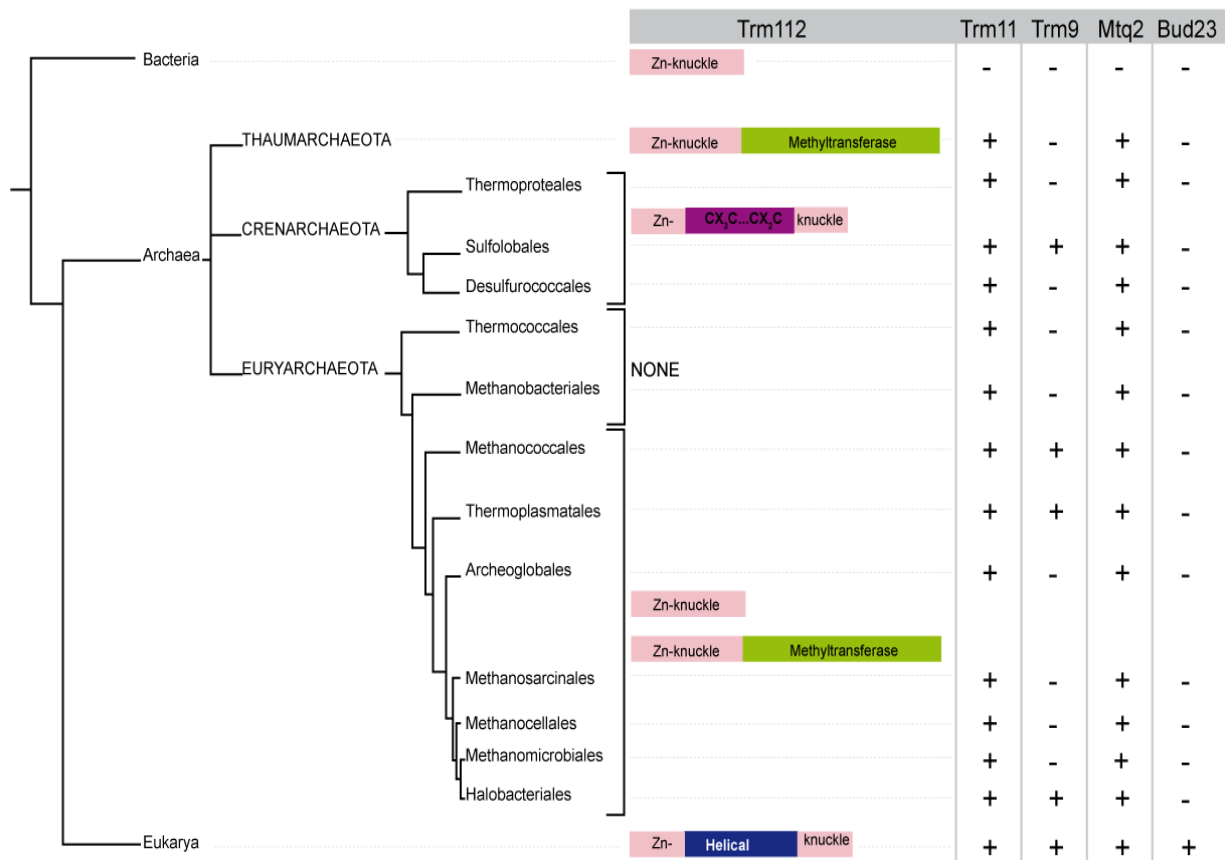 Trm112 Trm11 Trm9 Mtq2 Bud23
Bacteria Zn-knuckle - - - -
THAUMARCHAEOTA Zn-knuckle Methyltransferase + - + -
Thermoproteales + - + -
CRENARCHAEOTA Zn- CX₃C...CX₂C knuckle
Archaea Sulfolobales + + + -
Desulfurococcales + - + -
Thermococcales + - + -
EURYARCHAEOTA NONE
Methanobacteriales + - + -
Methanococcales + + + -
Thermoplasmatales + + + -
Archeoglobales + - + -
Zn-knuckle
Zn-knuckle Methyltransferase
Methanosarcinales + - + -
Methanocellales + - + -
Methanomicrobiales + - + -
Halobacteriales + + + -
Eukarya Zn- Helical knuckle + + + +